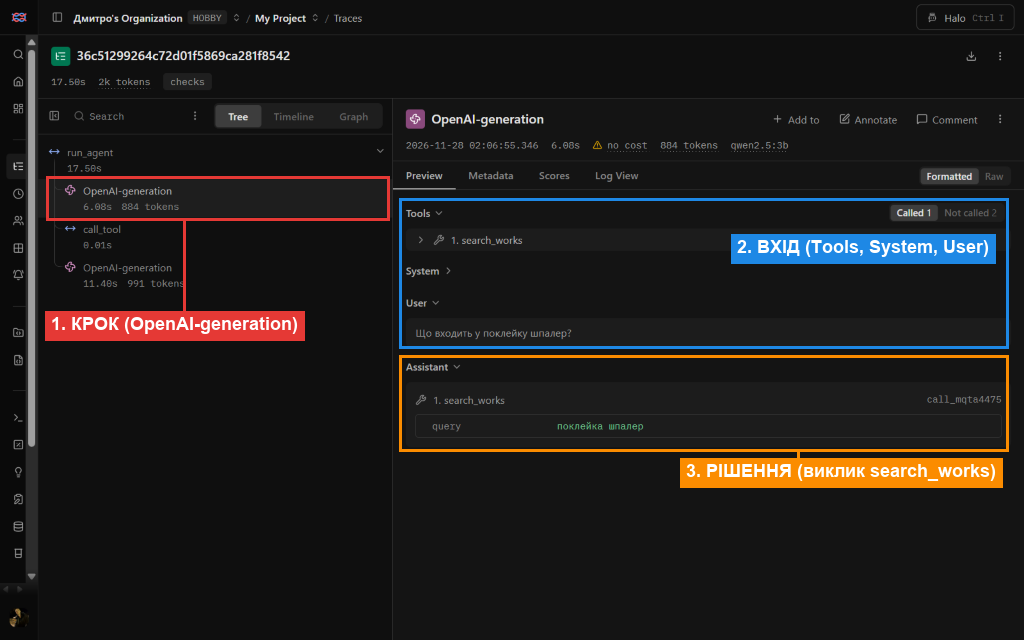 Дмитро's Organization HOBBY / My Project / Traces
Halo Ctrl I
36c51299264c72d01f5869ca281f8542
17.50s 2k tokens checks
Search Tree Timeline Graph
run_agent
17.50s
OpenAI-generation
6.08s 884 tokens
call_tool
0.01s
OpenAI-generation
11.40s 991 tokens
1. КРОК (OpenAI-generation)
OpenAI-generation
Add to Annotate Comment
2026-11-28 02:06:55.346 6.08s no cost 884 tokens qwen2.5:3b
Preview Metadata Scores Log View Formatted Raw
Tools Called 1 Not called 2
1. search_works
2. ВХІД (Tools, System, User)
System
User
Що входить у поклейку шпалер?
Assistant
1. search_works call_mqta4475
query поклейка шпалер
3. РІШЕННЯ (виклик search_works)